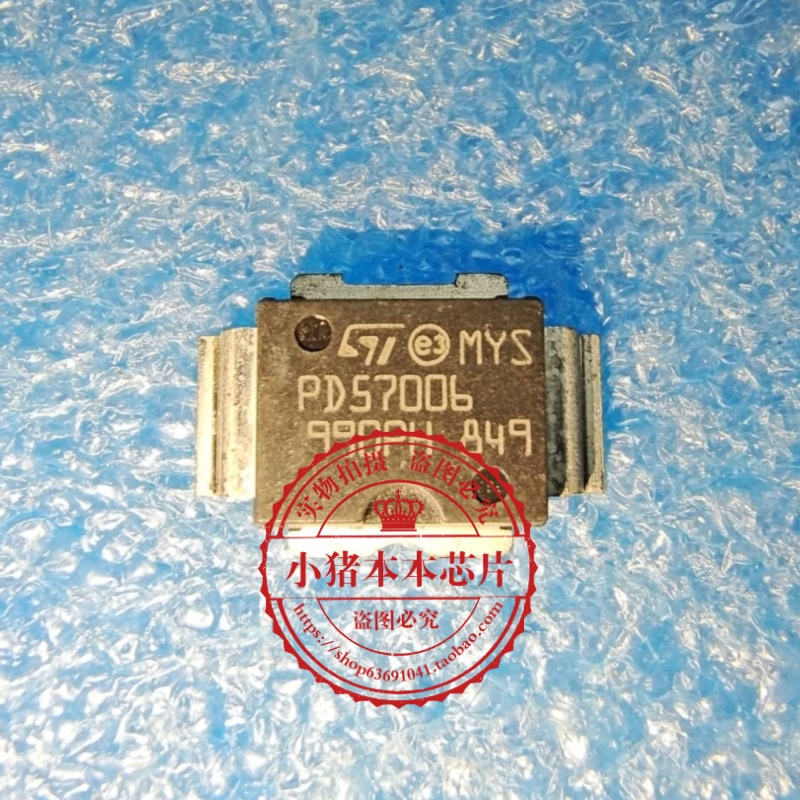 ST e3 MYS
PD57006
849
实物拍摄 盗图必究
小猪本本芯片
盗图必究
https://shop63691041.taobao.com